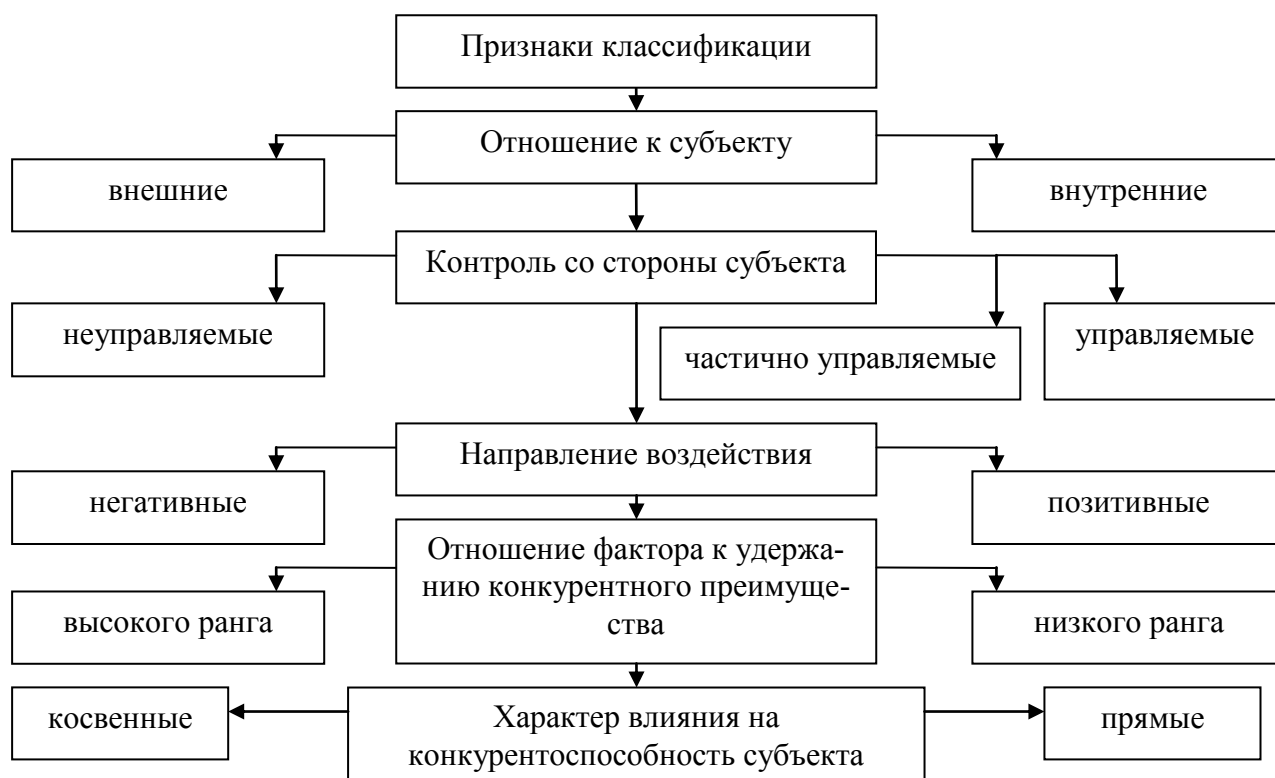 Признаки классификации
Отношение к субъекту
внешние
внутренние
Контроль со стороны субъекта
неуправляемые
частично управляемые
управляемые
Направление воздействия
негативные
позитивные
Отношение фактора к удержа-
нию конкурентного преимуще-
ства
высокого ранга
низкого ранга
косвенные
Характер влияния на
конкурентоспособность субъекта
прямые